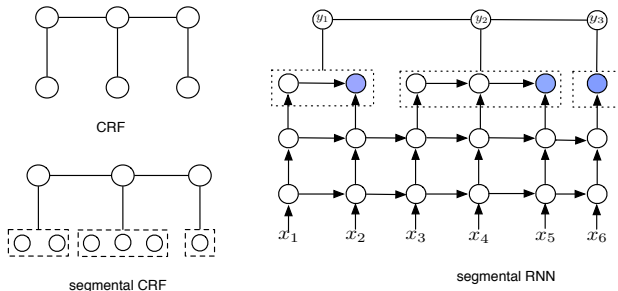 CRF
segmental CRF
y₁ y₂ y₃
x₁ x₂ x₃ x₄ x₅ x₆
segmental RNN